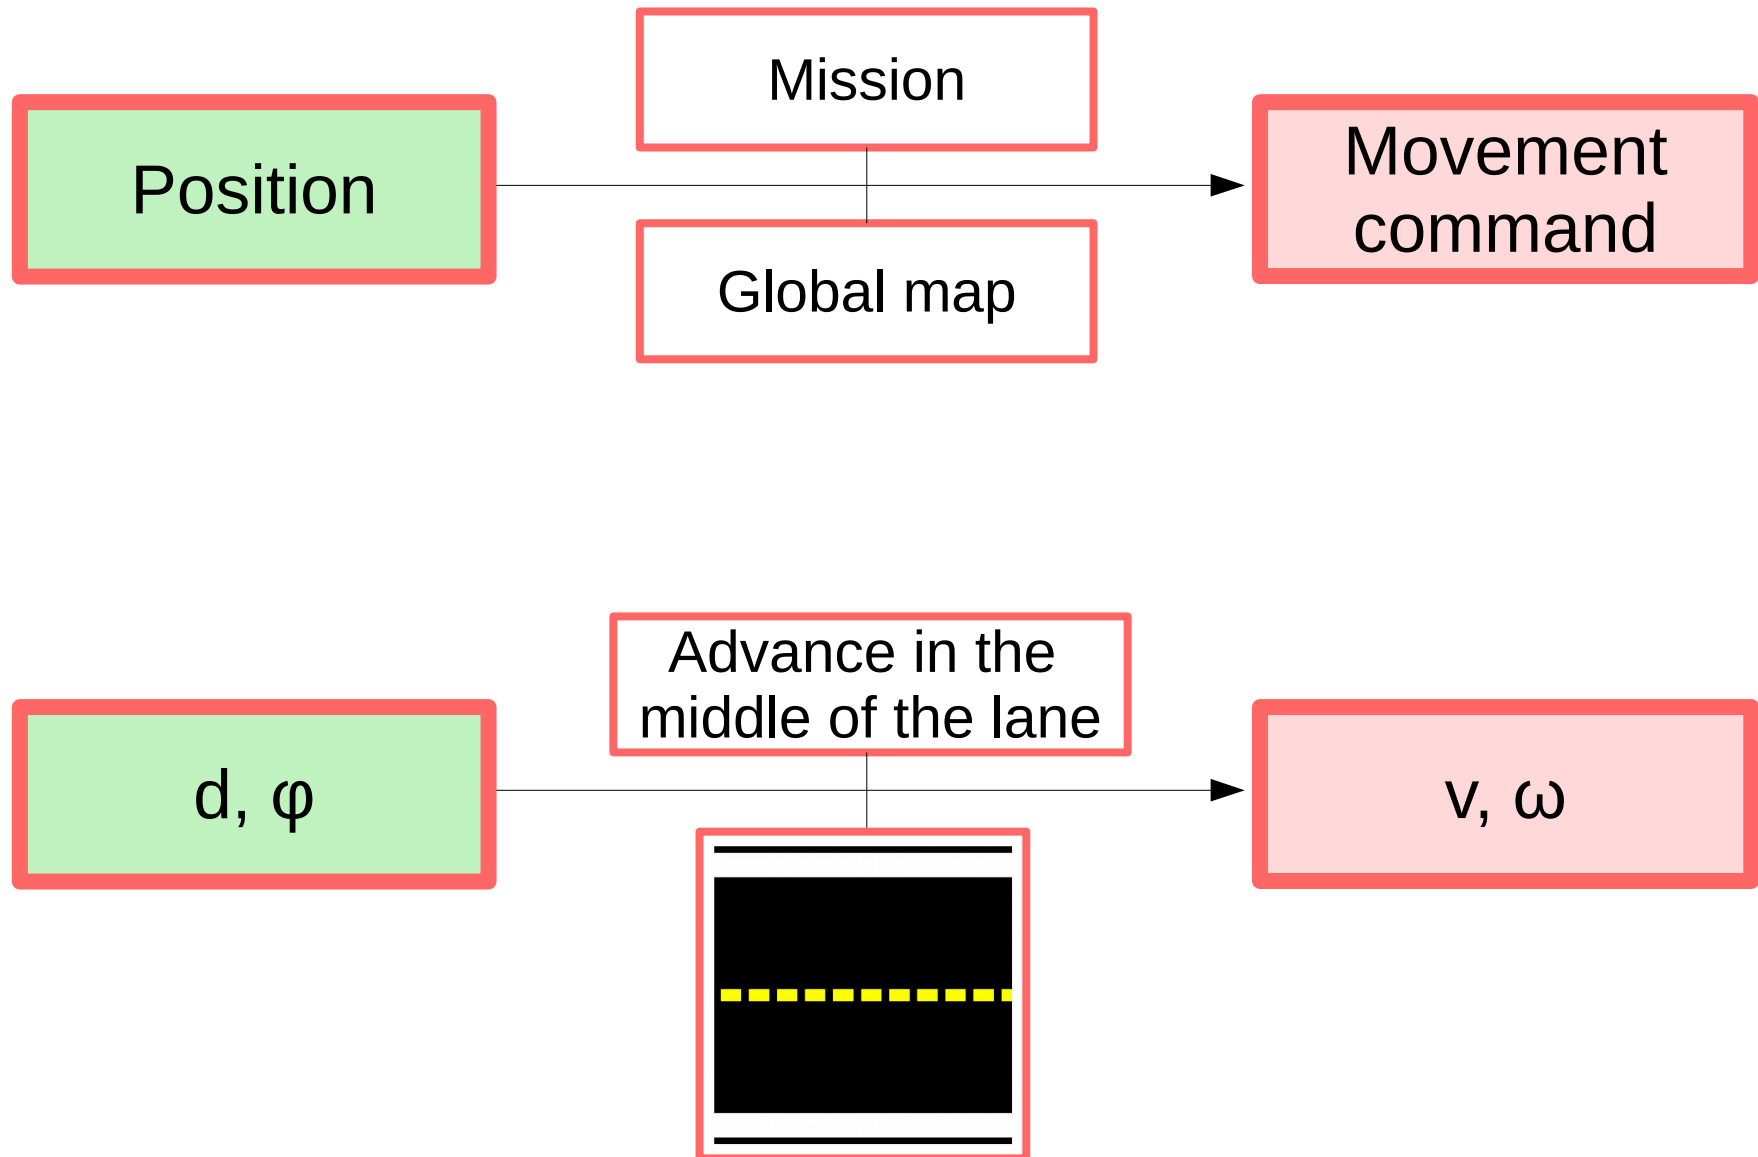 Mission
Position
Movement
command
Global map
Advance in the
middle of the lane
d, φ
v, ω